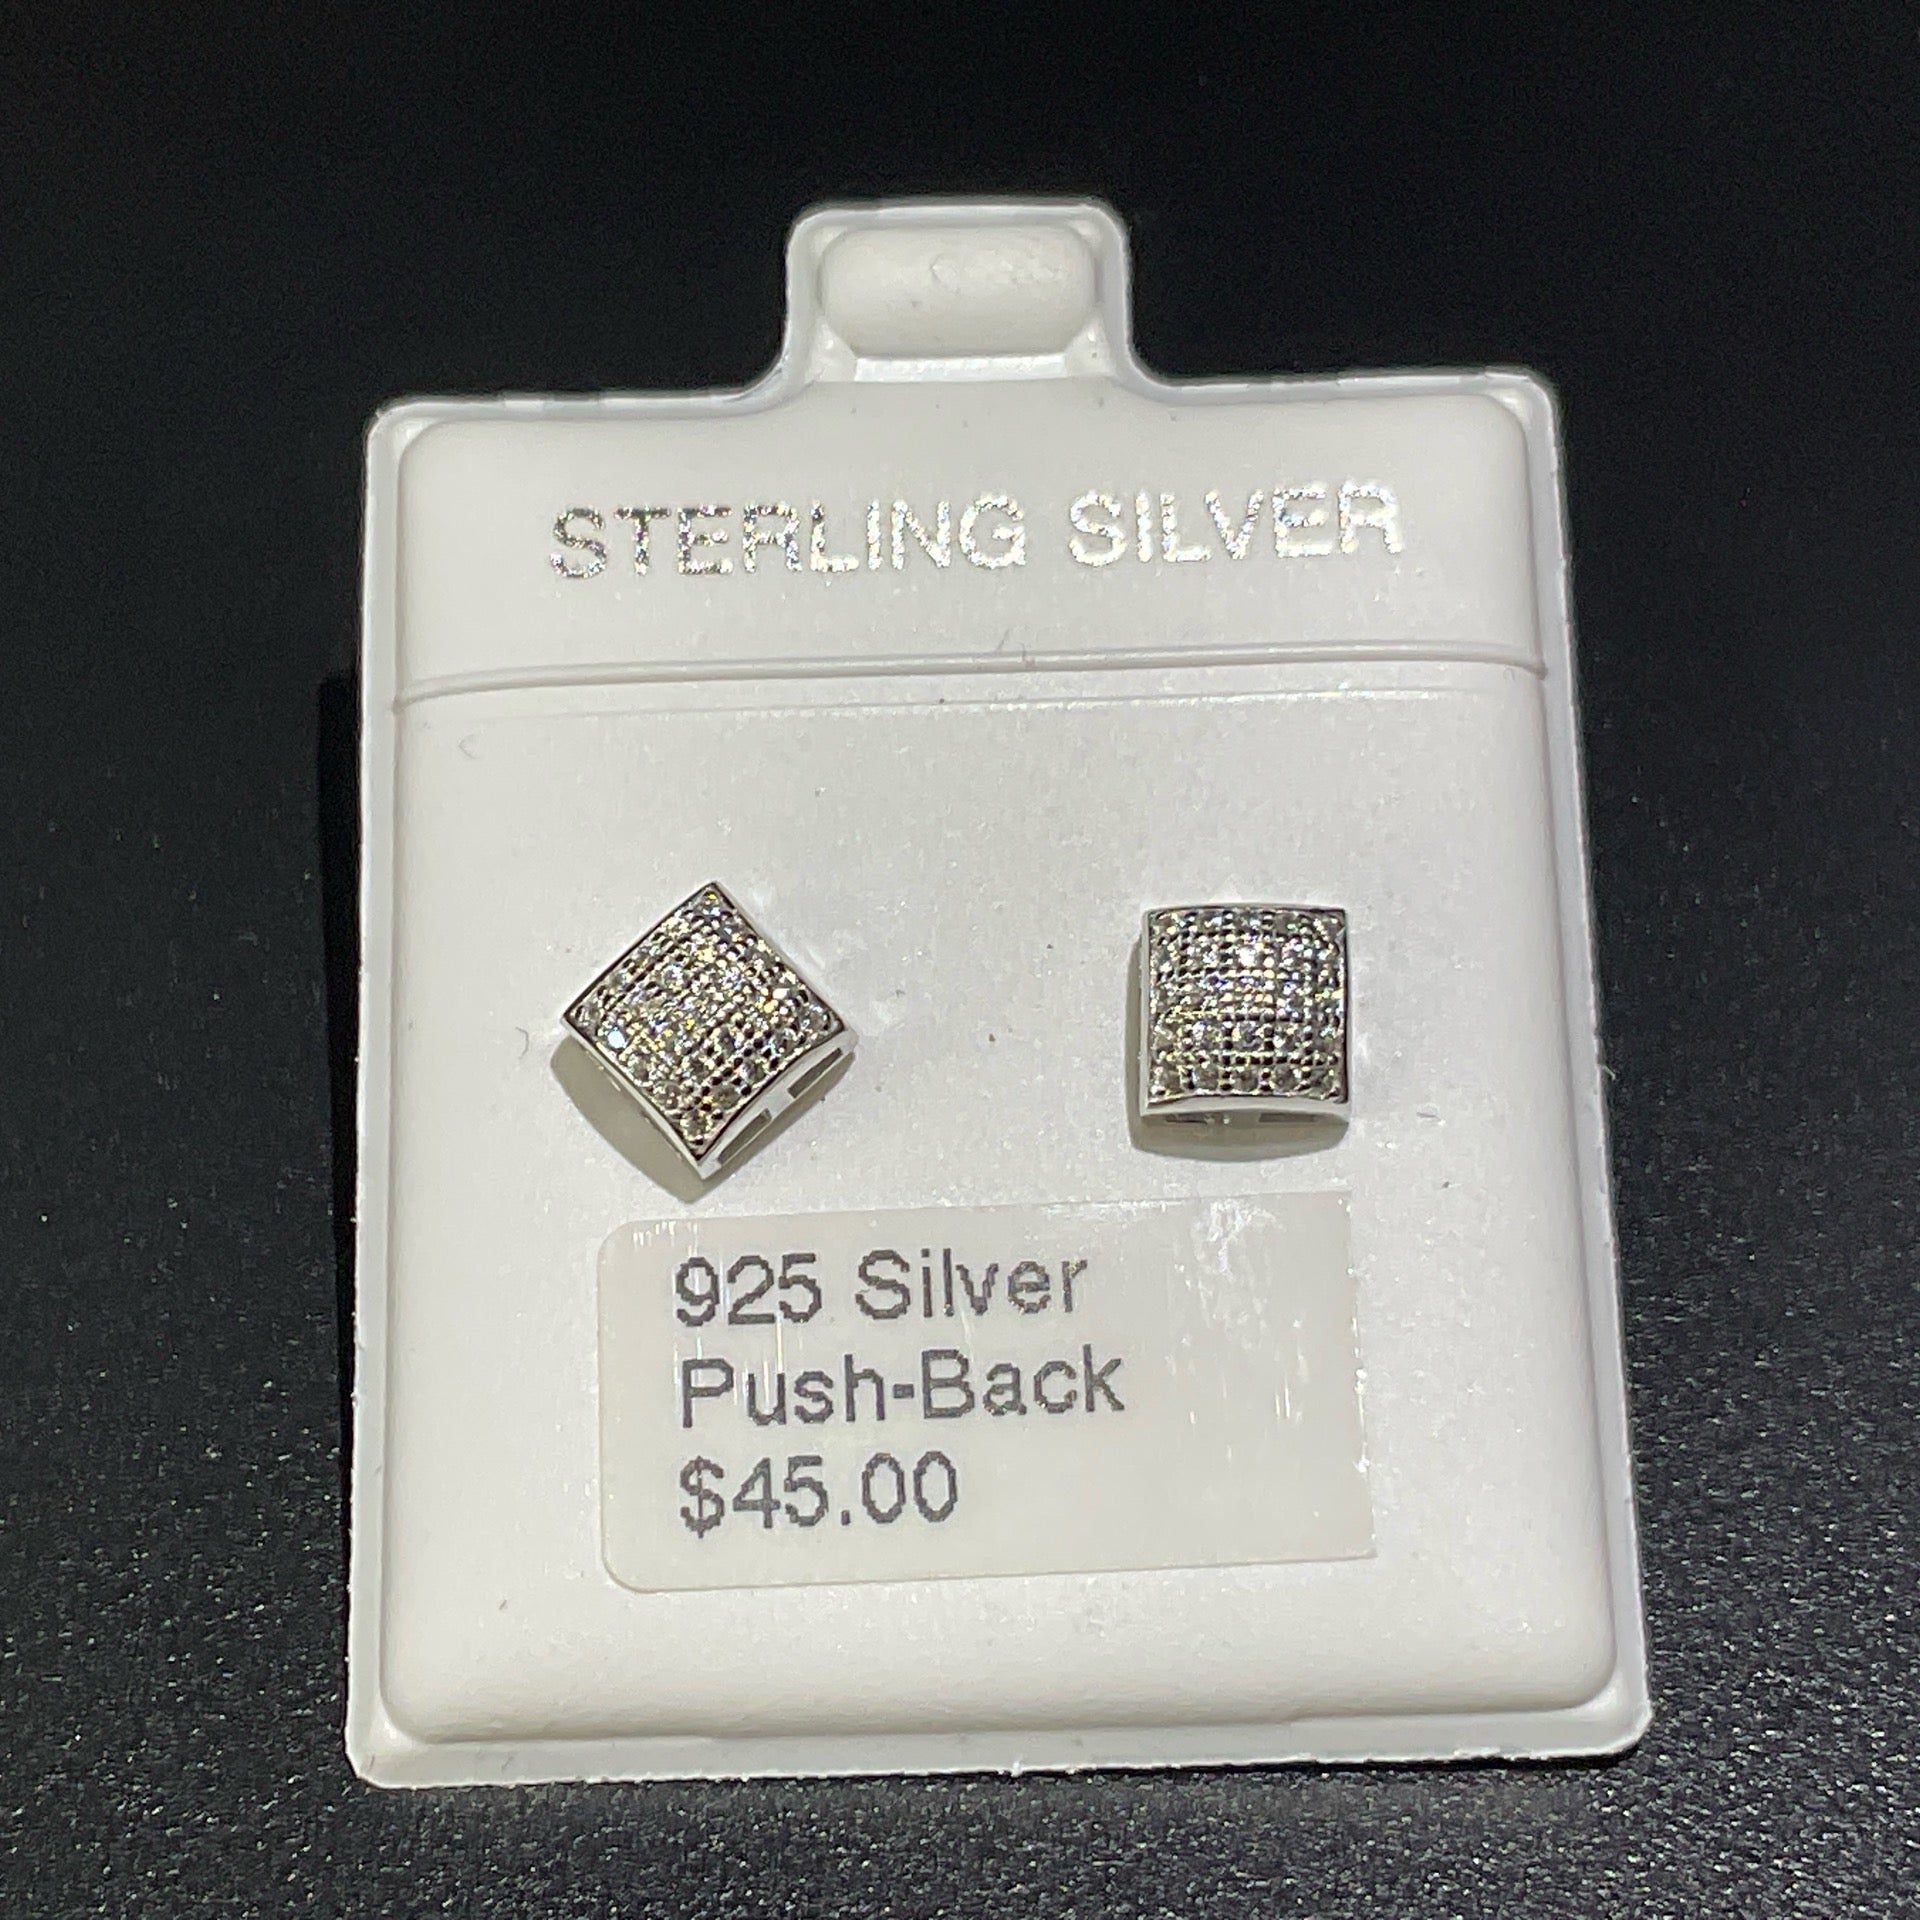 STERLING SILVER
925 Silver
Push-Back
$45.00